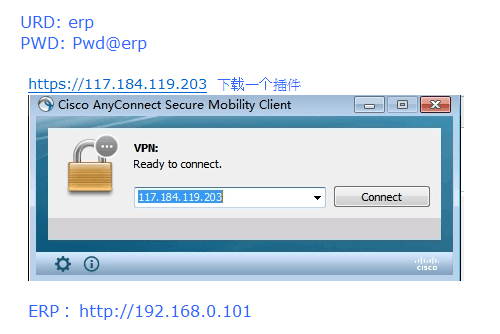 URD: erp
PWD: Pwd@erp
https://117.184.119.203 下载一个插件
Cisco AnyConnect Secure Mobility Client
VPN:
Ready to connect.
117.184.119.203
Connect
CISCO
ERP： http://192.168.0.101